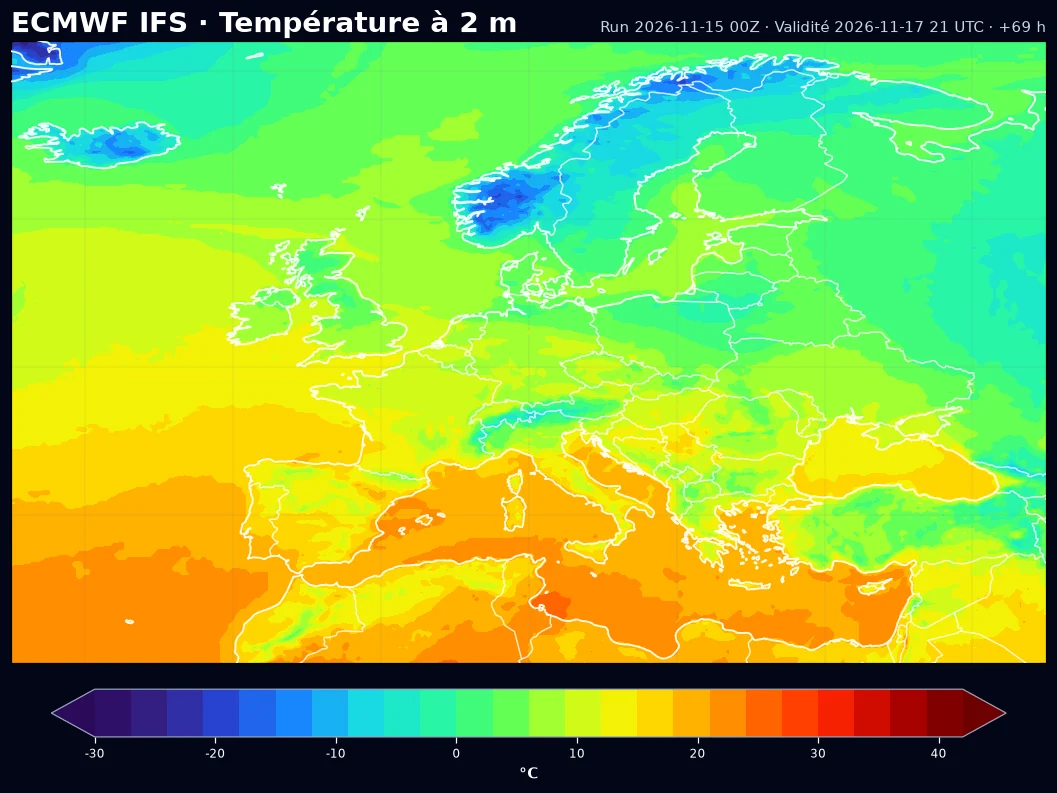 ECMWF IFS · Température à 2 m
Run 2026-11-15 00Z · Validité 2026-11-17 21 UTC · +69 h
-30 -20 -10 0 10 20 30 40
°C